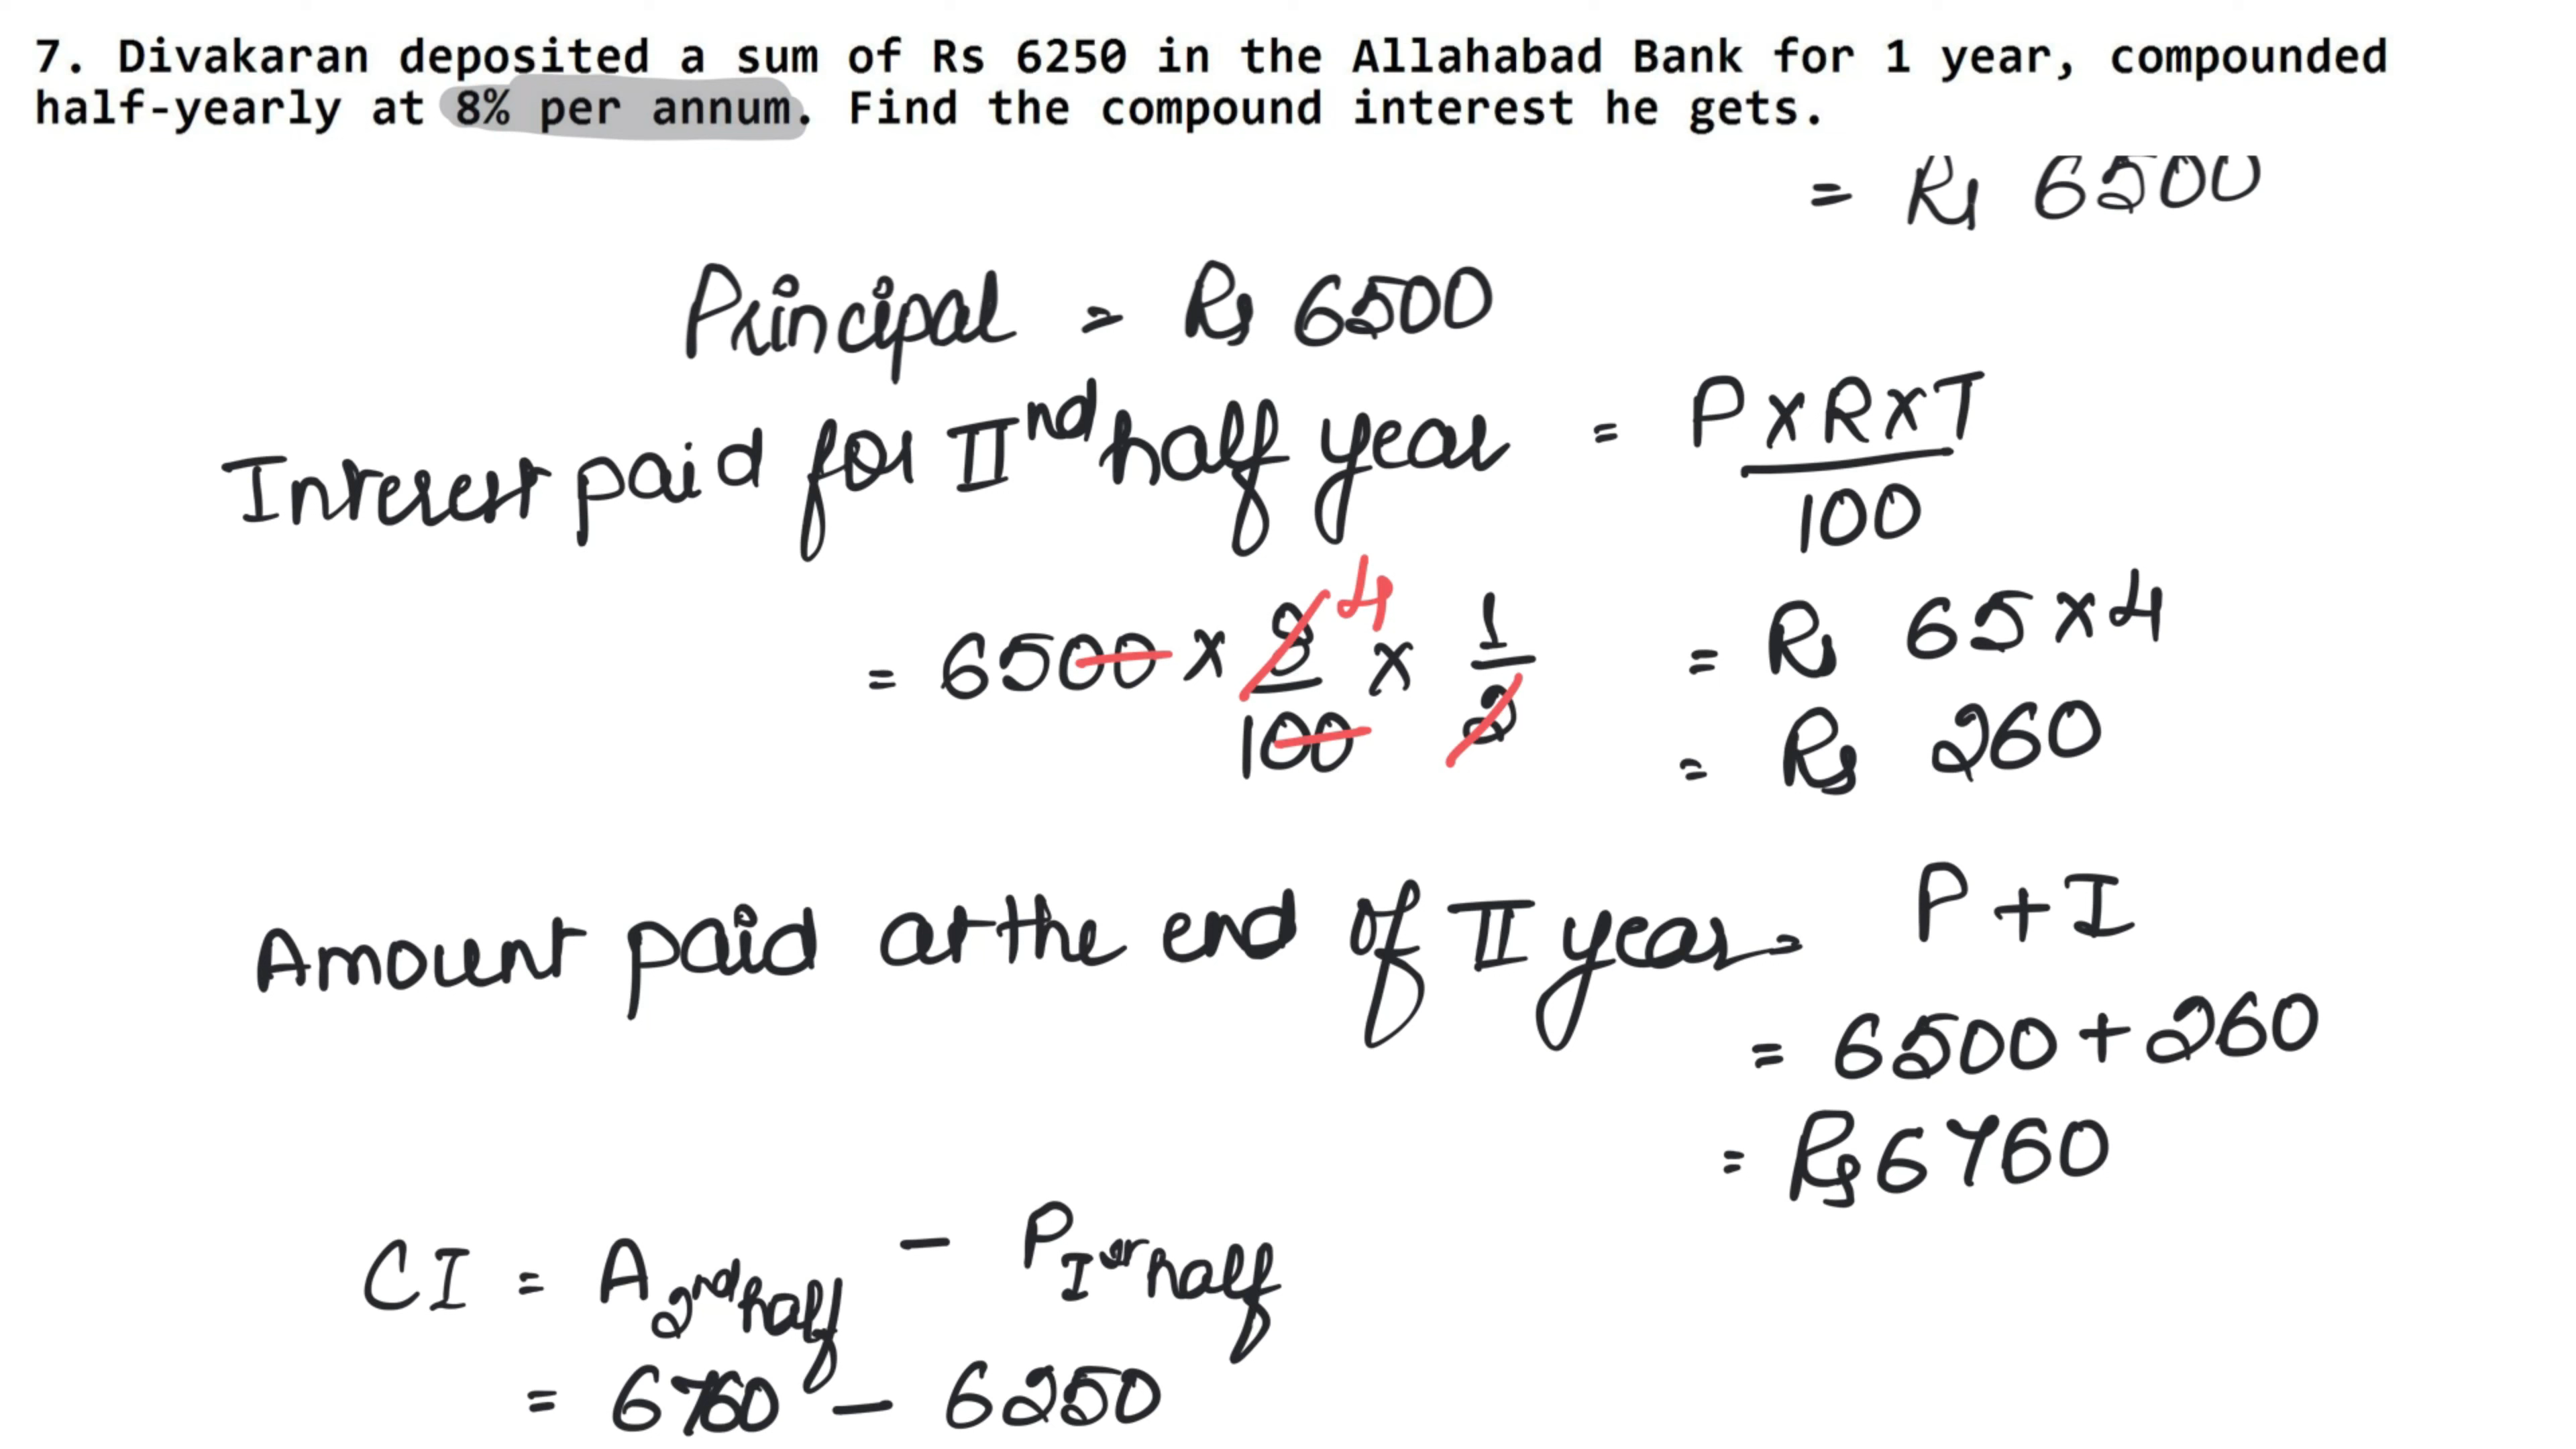 7. Divakaran deposited a sum of Rs 6250 in the Allahabad Bank for 1 year, compounded
half-yearly at 8% per annum. Find the compound interest he gets.
= Rs 6500
Principal = Rs 6500
Interest paid for IInd half year = P×R×T/100
= 6500 × 8/100 × 1/2 4 = Rs 65×4
= Rs 260
Amount paid at the end of II year = P+I
= 6500+260
= Rs 6760
CI = A2nd half - PIst half
= 6760 - 6250